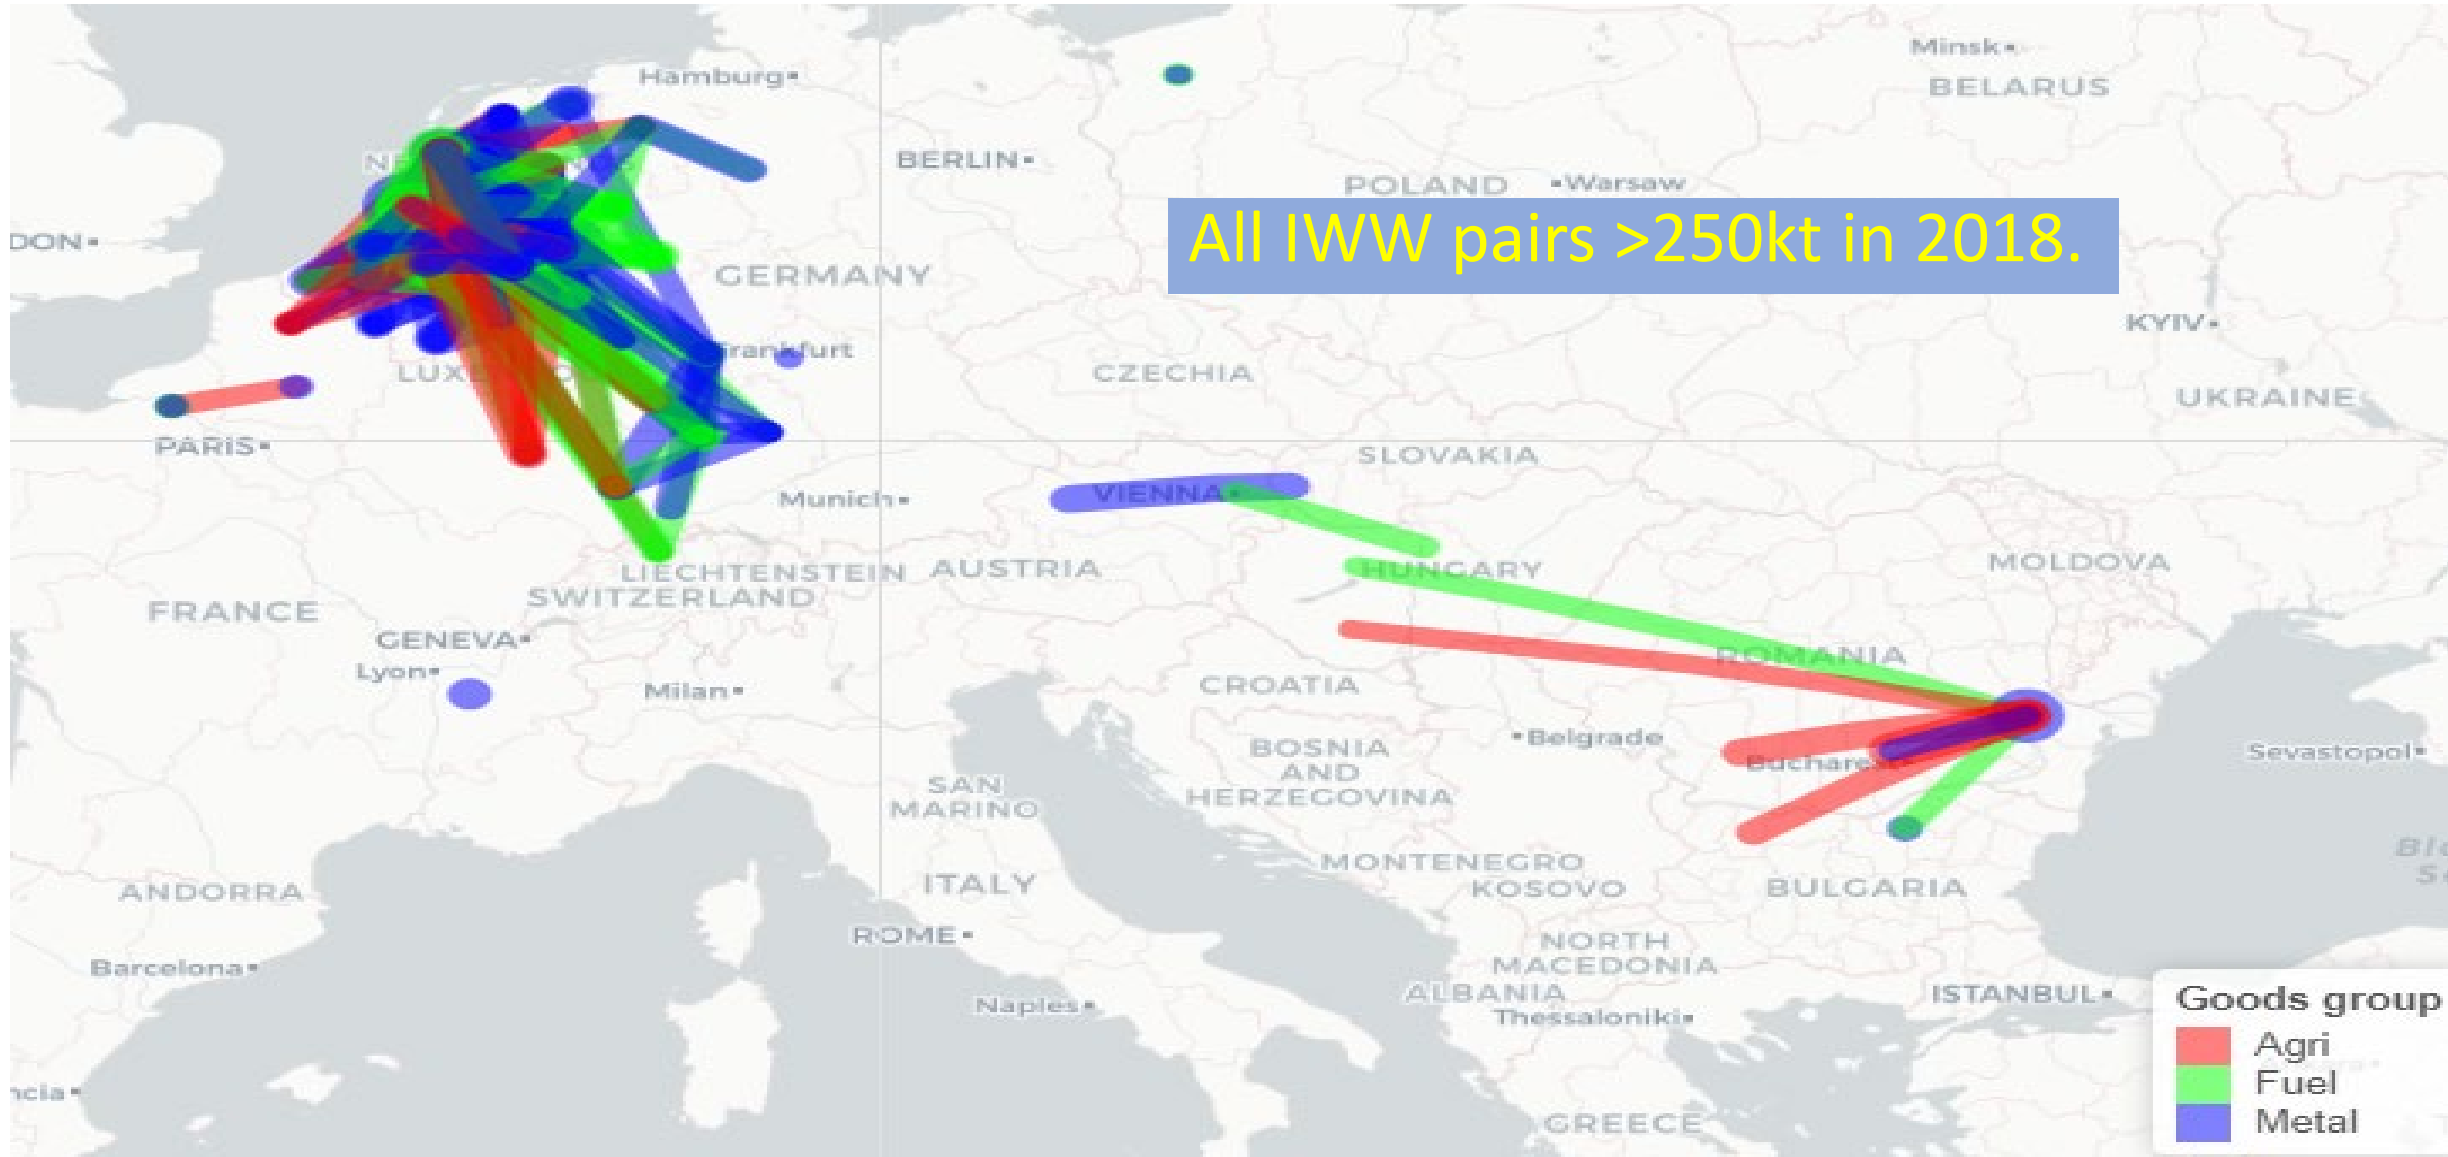 Minsk
BELARUS
Hamburg
BERLIN
POLAND
Warsaw
DON
All IWW pairs >250kt in 2018.
GERMANY
KYIV
Frankfurt
LUX
CZECHIA
UKRAINE
PARIS
SLOVAKIA
Munich
VIENNA
LIECHTENSTEIN
AUSTRIA
HUNGARY
MOLDOVA
SWITZERLAND
FRANCE
GENEVA
Lyon
Milan
ROMANIA
CROATIA
Belgrade
BOSNIA
AND
HERZEGOVINA
Bucharest
Sevastopol
SAN
MARINO
MONTENEGRO
KOSOVO
BULGARIA
ANDORRA
ITALY
ROME
NORTH
MACEDONIA
Barcelona
ALBANIA
ISTANBUL
Naples
Thessaloniki
ncia
GREECE
Goods group
Agri
Fuel
Metal